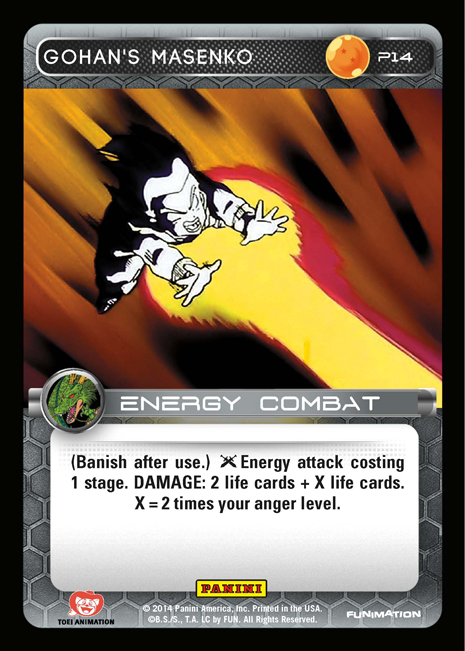 GOHAN'S MASENKO
P14
ENERGY COMBAT
(Banish after use.) Energy attack costing
1 stage. DAMAGE: 2 life cards + X life cards.
X = 2 times your anger level.
PANINI
TOEI ANIMATION
© 2014 Panini America, Inc. Printed in the USA.
©B.S./S., T.A. LC by FUN. All Rights Reserved.
FUNIMATION